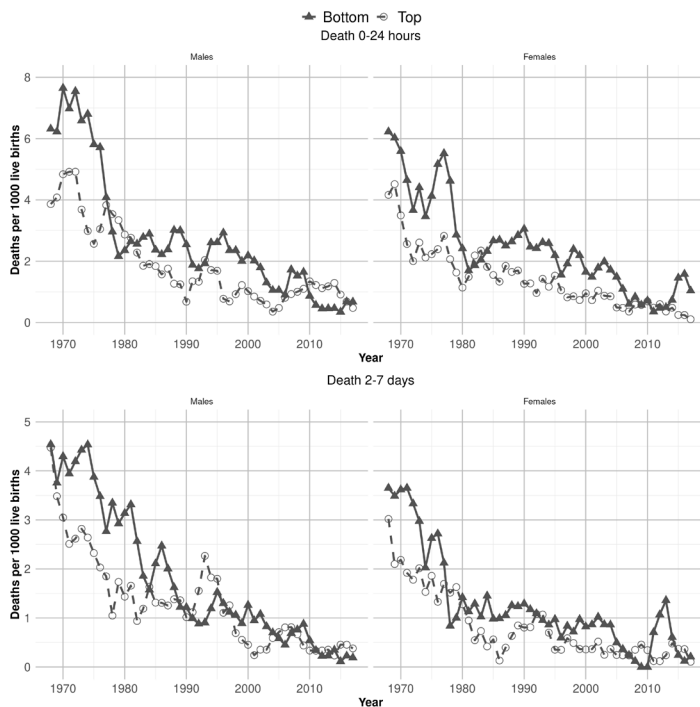 Bottom Top
Death 0-24 hours
Males Females
Deaths per 1000 live births
8
6
4
2
0
1970 1980 1990 2000 2010 1970 1980 1990 2000 2010
Year
Death 2-7 days
Males Females
Deaths per 1000 live births
5
4
3
2
1
0
1970 1980 1990 2000 2010 1970 1980 1990 2000 2010
Year